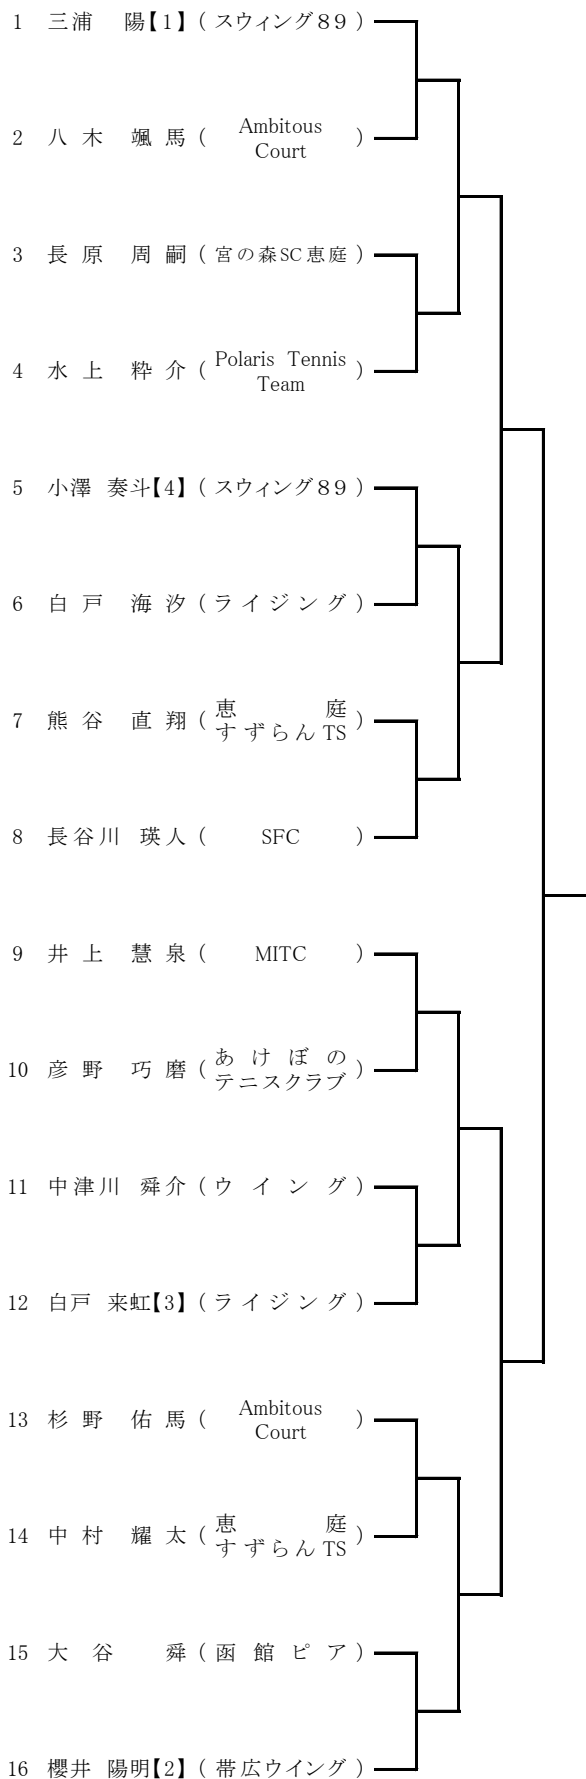 1 三浦 陽【1】（スウィング８９）
2 八木 颯馬（Ambitous Court）
3 長原 周嗣（宮の森SC恵庭）
4 水上 粋介（Polaris Tennis Team）
5 小澤 奏斗【4】（スウィング８９）
6 白戸 海汐（ライジング）
7 熊谷 直翔（恵庭すずらんTS）
8 長谷川 瑛人（SFC）
9 井上 慧泉（MITC）
10 彦野 巧磨（あけぼのテニスクラブ）
11 中津川 舜介（ウイング）
12 白戸 来虹【3】（ライジング）
13 杉野 佑馬（Ambitous Court）
14 中村 耀太（恵庭すずらんTS）
15 大谷 舜（函館ピア）
16 櫻井 陽明【2】（帯広ウイング）